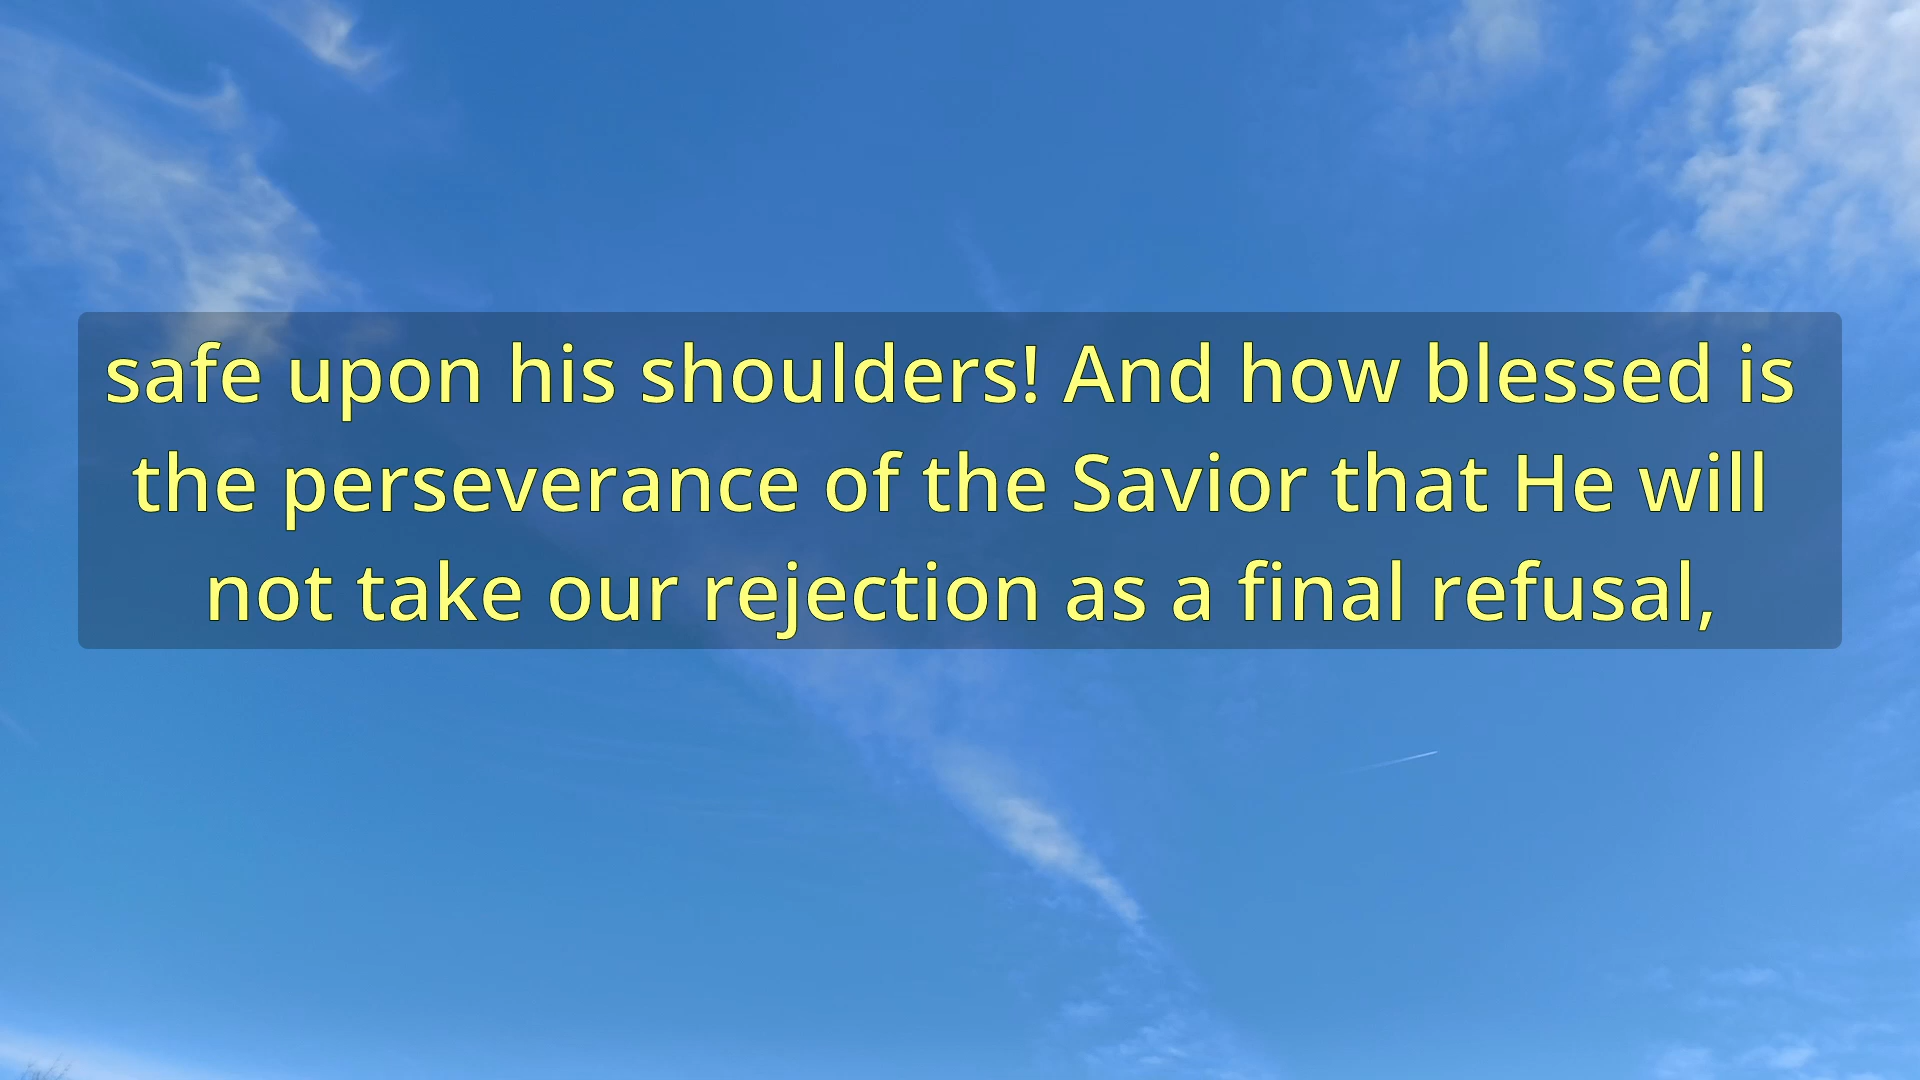 safe upon his shoulders! And how blessed is
the perseverance of the Savior that He will
not take our rejection as a final refusal,